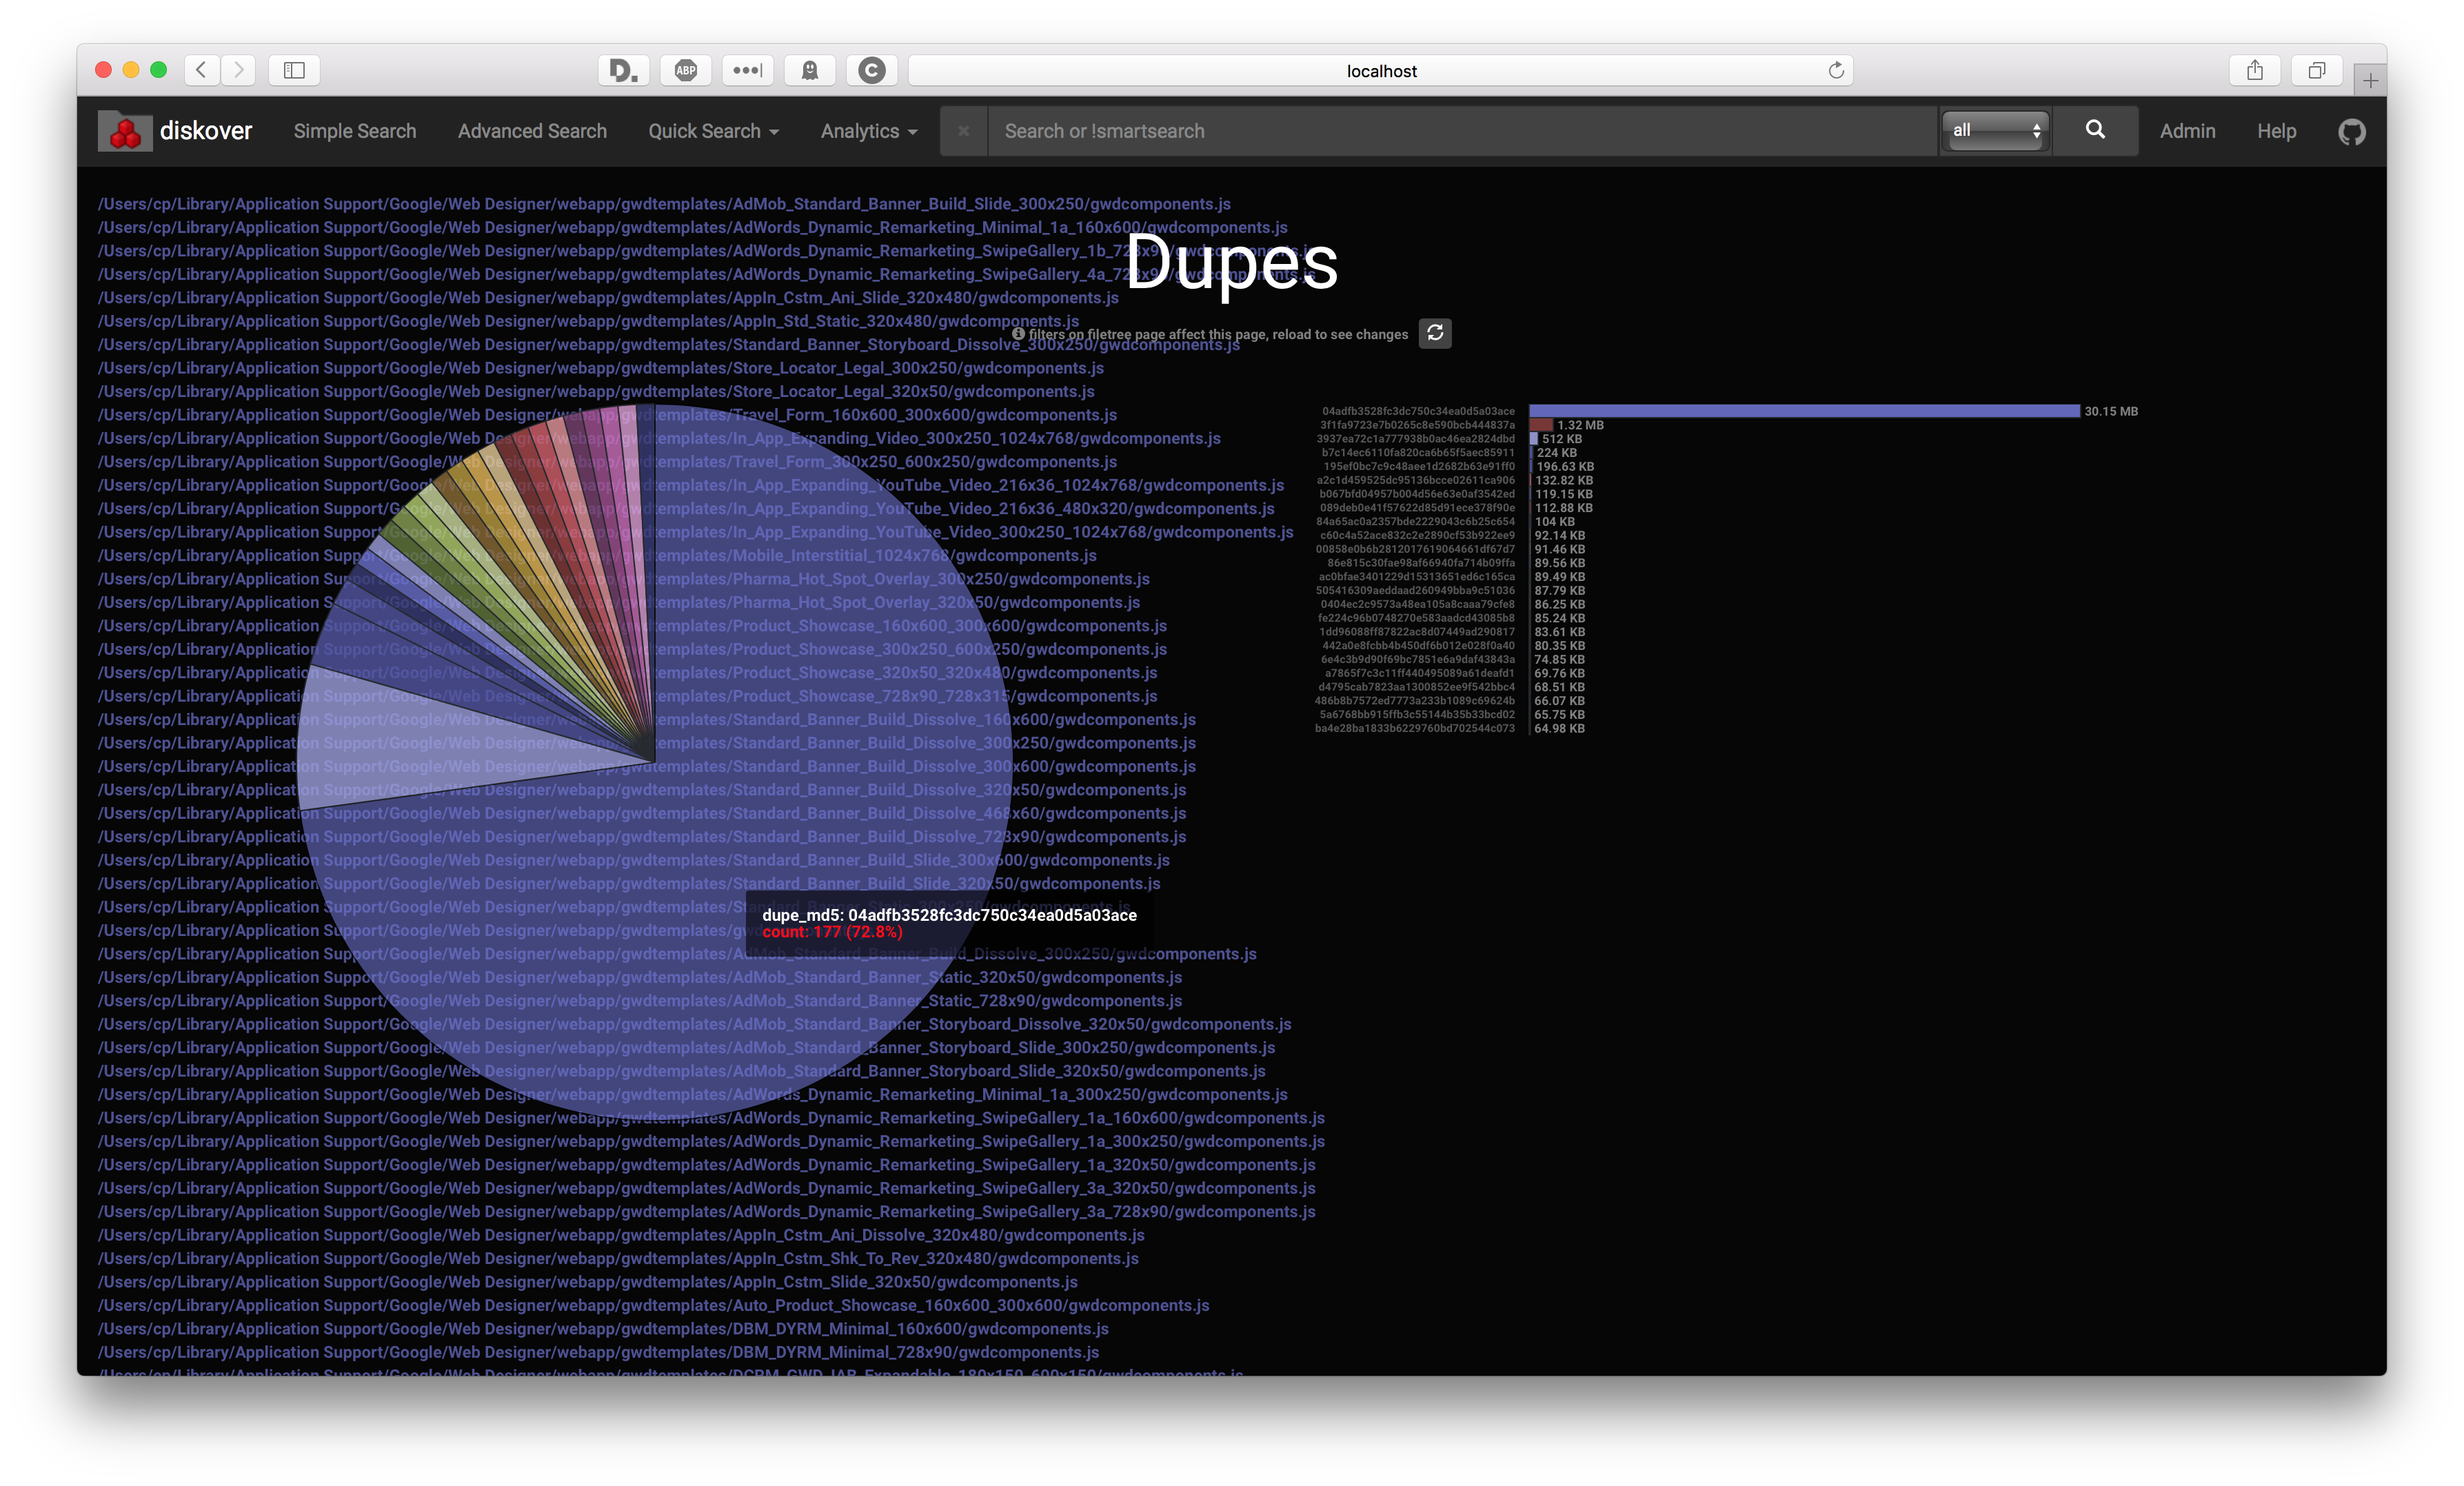 localhost
diskover Simple Search Advanced Search Quick Search Analytics Search or !smartsearch all Admin Help
/Users/cp/Library/Application Support/Google/Web Designer/webapp/gwdtemplates/AdMob_Standard_Banner_Build_Slide_300x250/gwdcomponents.js
/Users/cp/Library/Application Support/Google/Web Designer/webapp/gwdtemplates/AdWords_Dynamic_Remarketing_Minimal_1a_160x600/gwdcomponents.js
/Users/cp/Library/Application Support/Google/Web Designer/webapp/gwdtemplates/AdWords_Dynamic_Remarketing_SwipeGallery_1b_728x90/gwdcomponents.js
/Users/cp/Library/Application Support/Google/Web Designer/webapp/gwdtemplates/AdWords_Dynamic_Remarketing_SwipeGallery_4a_728x90/gwdcomponents.js
Dupes
/Users/cp/Library/Application Support/Google/Web Designer/webapp/gwdtemplates/AppIn_Cstm_Ani_Slide_320x480/gwdcomponents.js
/Users/cp/Library/Application Support/Google/Web Designer/webapp/gwdtemplates/AppIn_Std_Static_320x480/gwdcomponents.js
filters on filetree page affect this page, reload to see changes
/Users/cp/Library/Application Support/Google/Web Designer/webapp/gwdtemplates/Standard_Banner_Storyboard_Dissolve_300x250/gwdcomponents.js
/Users/cp/Library/Application Support/Google/Web Designer/webapp/gwdtemplates/Store_Locator_Legal_300x250/gwdcomponents.js
/Users/cp/Library/Application Support/Google/Web Designer/webapp/gwdtemplates/Store_Locator_Legal_320x50/gwdcomponents.js
/Users/cp/Library/Application Support/Google/Web Designer/webapp/gwdtemplates/Travel_Form_160x600_300x600/gwdcomponents.js
/Users/cp/Library/Application Support/Google/Web Designer/webapp/gwdtemplates/In_App_Expanding_Video_300x250_1024x768/gwdcomponents.js
/Users/cp/Library/Application Support/Google/Web Designer/webapp/gwdtemplates/Travel_Form_300x250_600x250/gwdcomponents.js
/Users/cp/Library/Application Support/Google/Web Designer/webapp/gwdtemplates/In_App_Expanding_YouTube_Video_216x36_1024x768/gwdcomponents.js
/Users/cp/Library/Application Support/Google/Web Designer/webapp/gwdtemplates/In_App_Expanding_YouTube_Video_216x36_480x320/gwdcomponents.js
/Users/cp/Library/Application Support/Google/Web Designer/webapp/gwdtemplates/In_App_Expanding_YouTube_Video_300x250_1024x768/gwdcomponents.js
/Users/cp/Library/Application Support/Google/Web Designer/webapp/gwdtemplates/Mobile_Interstitial_1024x768/gwdcomponents.js
/Users/cp/Library/Application Support/Google/Web Designer/webapp/gwdtemplates/Pharma_Hot_Spot_Overlay_300x250/gwdcomponents.js
/Users/cp/Library/Application Support/Google/Web Designer/webapp/gwdtemplates/Pharma_Hot_Spot_Overlay_320x50/gwdcomponents.js
/Users/cp/Library/Application Support/Google/Web Designer/webapp/gwdtemplates/Product_Showcase_160x600_300x600/gwdcomponents.js
/Users/cp/Library/Application Support/Google/Web Designer/webapp/gwdtemplates/Product_Showcase_300x250_600x250/gwdcomponents.js
/Users/cp/Library/Application Support/Google/Web Designer/webapp/gwdtemplates/Product_Showcase_320x50_320x480/gwdcomponents.js
/Users/cp/Library/Application Support/Google/Web Designer/webapp/gwdtemplates/Product_Showcase_728x90_728x315/gwdcomponents.js
/Users/cp/Library/Application Support/Google/Web Designer/webapp/gwdtemplates/Standard_Banner_Build_Dissolve_160x600/gwdcomponents.js
/Users/cp/Library/Application Support/Google/Web Designer/webapp/gwdtemplates/Standard_Banner_Build_Dissolve_300x250/gwdcomponents.js
/Users/cp/Library/Application Support/Google/Web Designer/webapp/gwdtemplates/Standard_Banner_Build_Dissolve_300x600/gwdcomponents.js
/Users/cp/Library/Application Support/Google/Web Designer/webapp/gwdtemplates/Standard_Banner_Build_Dissolve_320x50/gwdcomponents.js
/Users/cp/Library/Application Support/Google/Web Designer/webapp/gwdtemplates/Standard_Banner_Build_Dissolve_468x60/gwdcomponents.js
/Users/cp/Library/Application Support/Google/Web Designer/webapp/gwdtemplates/Standard_Banner_Build_Dissolve_728x90/gwdcomponents.js
/Users/cp/Library/Application Support/Google/Web Designer/webapp/gwdtemplates/Standard_Banner_Build_Slide_300x600/gwdcomponents.js
/Users/cp/Library/Application Support/Google/Web Designer/webapp/gwdtemplates/Standard_Banner_Build_Slide_320x50/gwdcomponents.js
/Users/cp/Library/Application Support/Google/Web Designer/webapp/gwdtemplates/
/Users/cp/Library/Application Support/Google/Web Designer/webapp/
dupe_md5: 04adfb3528fc3dc750c34ea0d5a03ace
count: 177 (72.8%)
/Users/cp/Library/Application Support/Google/Web Designer/webapp/gwdtemplates/AdMob_Standard_Banner_Build_Dissolve_300x250/gwdcomponents.js
/Users/cp/Library/Application Support/Google/Web Designer/webapp/gwdtemplates/AdMob_Standard_Banner_Static_320x50/gwdcomponents.js
/Users/cp/Library/Application Support/Google/Web Designer/webapp/gwdtemplates/AdMob_Standard_Banner_Static_728x90/gwdcomponents.js
/Users/cp/Library/Application Support/Google/Web Designer/webapp/gwdtemplates/AdMob_Standard_Banner_Storyboard_Dissolve_320x50/gwdcomponents.js
/Users/cp/Library/Application Support/Google/Web Designer/webapp/gwdtemplates/AdMob_Standard_Banner_Storyboard_Slide_300x250/gwdcomponents.js
/Users/cp/Library/Application Support/Google/Web Designer/webapp/gwdtemplates/AdMob_Standard_Banner_Storyboard_Slide_320x50/gwdcomponents.js
/Users/cp/Library/Application Support/Google/Web Designer/webapp/gwdtemplates/AdWords_Dynamic_Remarketing_Minimal_1a_300x250/gwdcomponents.js
/Users/cp/Library/Application Support/Google/Web Designer/webapp/gwdtemplates/AdWords_Dynamic_Remarketing_SwipeGallery_1a_160x600/gwdcomponents.js
/Users/cp/Library/Application Support/Google/Web Designer/webapp/gwdtemplates/AdWords_Dynamic_Remarketing_SwipeGallery_1a_300x250/gwdcomponents.js
/Users/cp/Library/Application Support/Google/Web Designer/webapp/gwdtemplates/AdWords_Dynamic_Remarketing_SwipeGallery_1a_320x50/gwdcomponents.js
/Users/cp/Library/Application Support/Google/Web Designer/webapp/gwdtemplates/AdWords_Dynamic_Remarketing_SwipeGallery_3a_320x50/gwdcomponents.js
/Users/cp/Library/Application Support/Google/Web Designer/webapp/gwdtemplates/AdWords_Dynamic_Remarketing_SwipeGallery_3a_728x90/gwdcomponents.js
/Users/cp/Library/Application Support/Google/Web Designer/webapp/gwdtemplates/AppIn_Cstm_Ani_Dissolve_320x480/gwdcomponents.js
/Users/cp/Library/Application Support/Google/Web Designer/webapp/gwdtemplates/AppIn_Cstm_Shk_To_Rev_320x480/gwdcomponents.js
/Users/cp/Library/Application Support/Google/Web Designer/webapp/gwdtemplates/AppIn_Cstm_Slide_320x50/gwdcomponents.js
/Users/cp/Library/Application Support/Google/Web Designer/webapp/gwdtemplates/Auto_Product_Showcase_160x600_300x600/gwdcomponents.js
/Users/cp/Library/Application Support/Google/Web Designer/webapp/gwdtemplates/DBM_DYRM_Minimal_160x600/gwdcomponents.js
/Users/cp/Library/Application Support/Google/Web Designer/webapp/gwdtemplates/DBM_DYRM_Minimal_728x90/gwdcomponents.js
/Users/cp/Library/Application Support/Google/Web Designer/webapp/gwdtemplates/DCRM_GWD_IAB_Expandable_180x150_600x150/gwdcomponents.js
04adfb3528fc3dc750c34ea0d5a03ace 30.15 MB
3f1fa9723e7b0265c8e590bcb444837a 1.32 MB
3937ea72c1a777938b0ac46ea2824dbd 512 KB
b7c14ec6110fa820ca6b65f5aec85911 224 KB
195ef0bc7c9c48aee1d2682b63e91ff0 196.63 KB
a2c1d459525dc95136bcce02611ca906 132.82 KB
b067bfd04957b004d56e63e0af3542ed 119.15 KB
089deb0e41f57622d85d91ece378f90e 112.88 KB
84a65ac0a2357bde2229043c6b25c654 104 KB
c60c4a52ace832c2e2890cf53b922ee9 92.14 KB
00858e0b6b2812017619064661df67d7 91.46 KB
86e815c30fae98af66940fa714b09ffa 89.56 KB
ac0bfae3401229d15313651ed6c165ca 89.49 KB
505416309aeddaad260949bba9c51036 87.79 KB
0404ec2c9573a48ea105a8caaa79cfe8 86.25 KB
fe224c96b0748270e583aadcd43085b8 85.24 KB
1dd96088ff87822ac8d07449ad290817 83.61 KB
442a0e8fcbb4b450df6b012e028f0a40 80.35 KB
6e4c3b9d90f69bc7851e6a9daf43843a 74.85 KB
a7865f7c3c11ff440495089a61deafd1 69.76 KB
d4795cab7823aa1300852ee9f542bbc4 68.51 KB
486b8b7572ed7773a233b1089c69624b 66.07 KB
5a6768bb915ffb3c55144b35b33bcd02 65.75 KB
ba4e28ba1833b6229760bd702544c073 64.98 KB